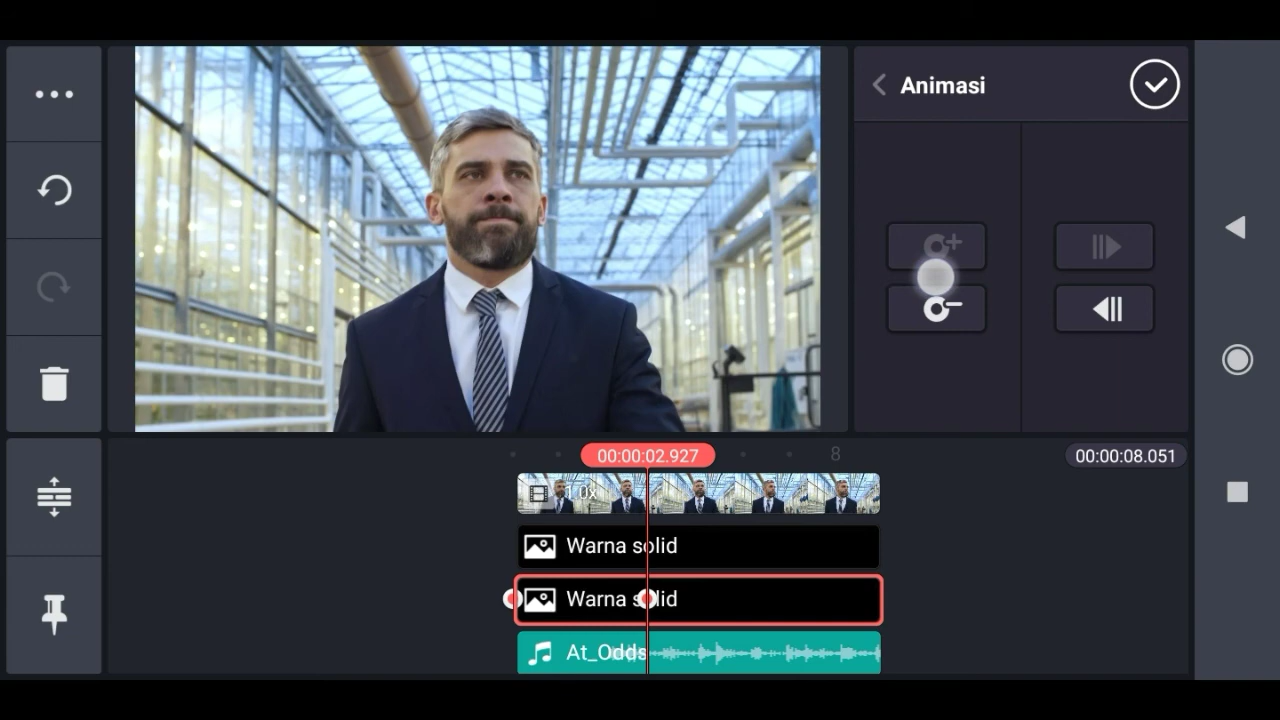 Animasi
00:00:02.927
8
00:00:08.051
1.0x
Warna solid
Warna solid
At_Odds